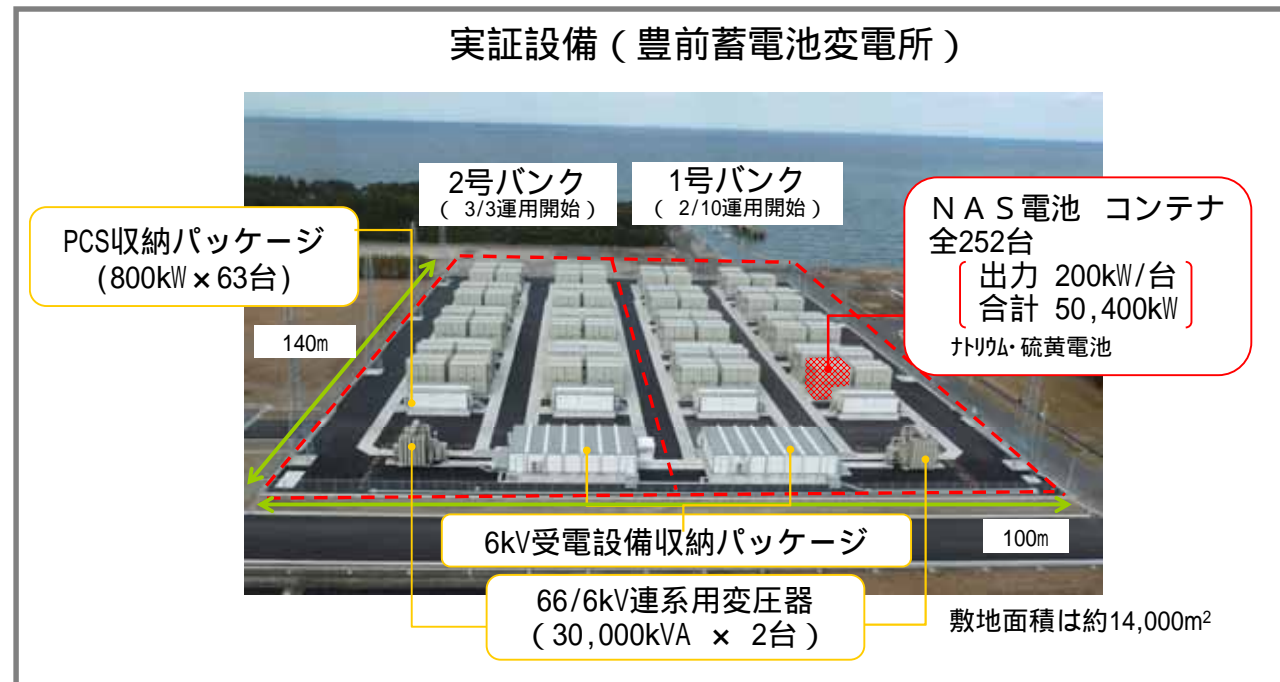 実証設備（豊前蓄電池変電所）
2号バンク
（ 3/3運用開始）
1号バンク
（ 2/10運用開始）
ＮＡＳ電池 コンテナ
全252台
出力 200kW/台
合計 50,400kW
ﾅﾄﾘｳﾑ・硫黄電池
PCS収納パッケージ
(800kW×63台)
140m
6kV受電設備収納パッケージ
100m
66/6kV連系用変圧器
（30,000kVA × 2台）
敷地面積は約14,000m²